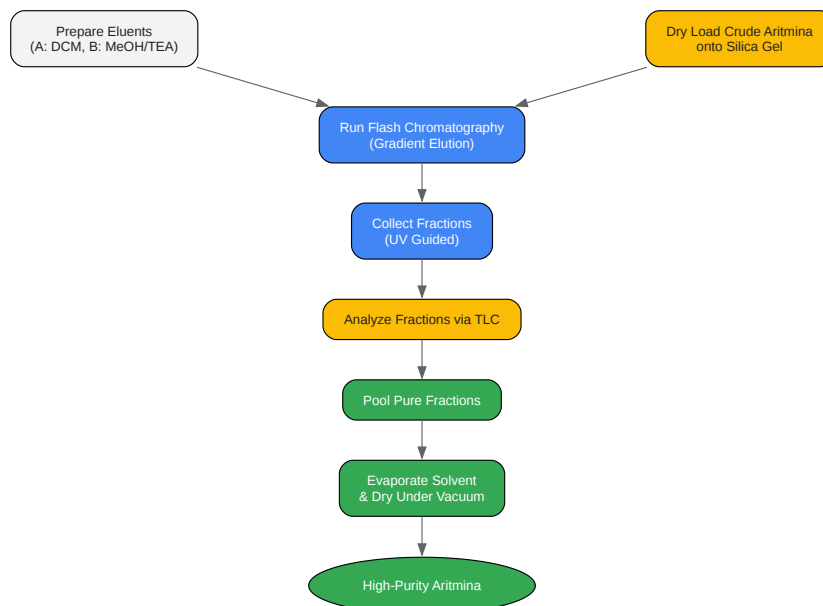 Prepare Eluents
(A: DCM, B: MeOH/TEA)
Dry Load Crude Aritmina
onto Silica Gel
Run Flash Chromatography
(Gradient Elution)
Collect Fractions
(UV Guided)
Analyze Fractions via TLC
Pool Pure Fractions
Evaporate Solvent
& Dry Under Vacuum
High-Purity Aritmina